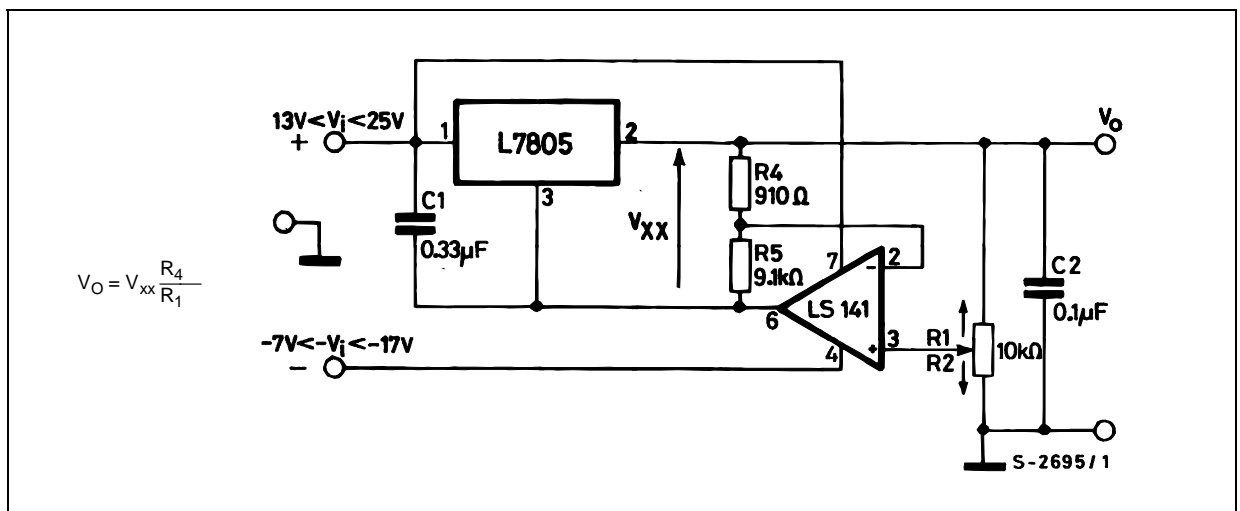 13V<Vi<25V
+
1
L7805
2
3
C1
0.33µF
VXX
R4
910Ω
R5
9.1kΩ
VO = Vxx R4
R1
7
2
-
LS 141
6
3
+
4
-7V<-Vi<-17V
−
R1
R2
10kΩ
C2
0.1µF
Vo
S-2695/1